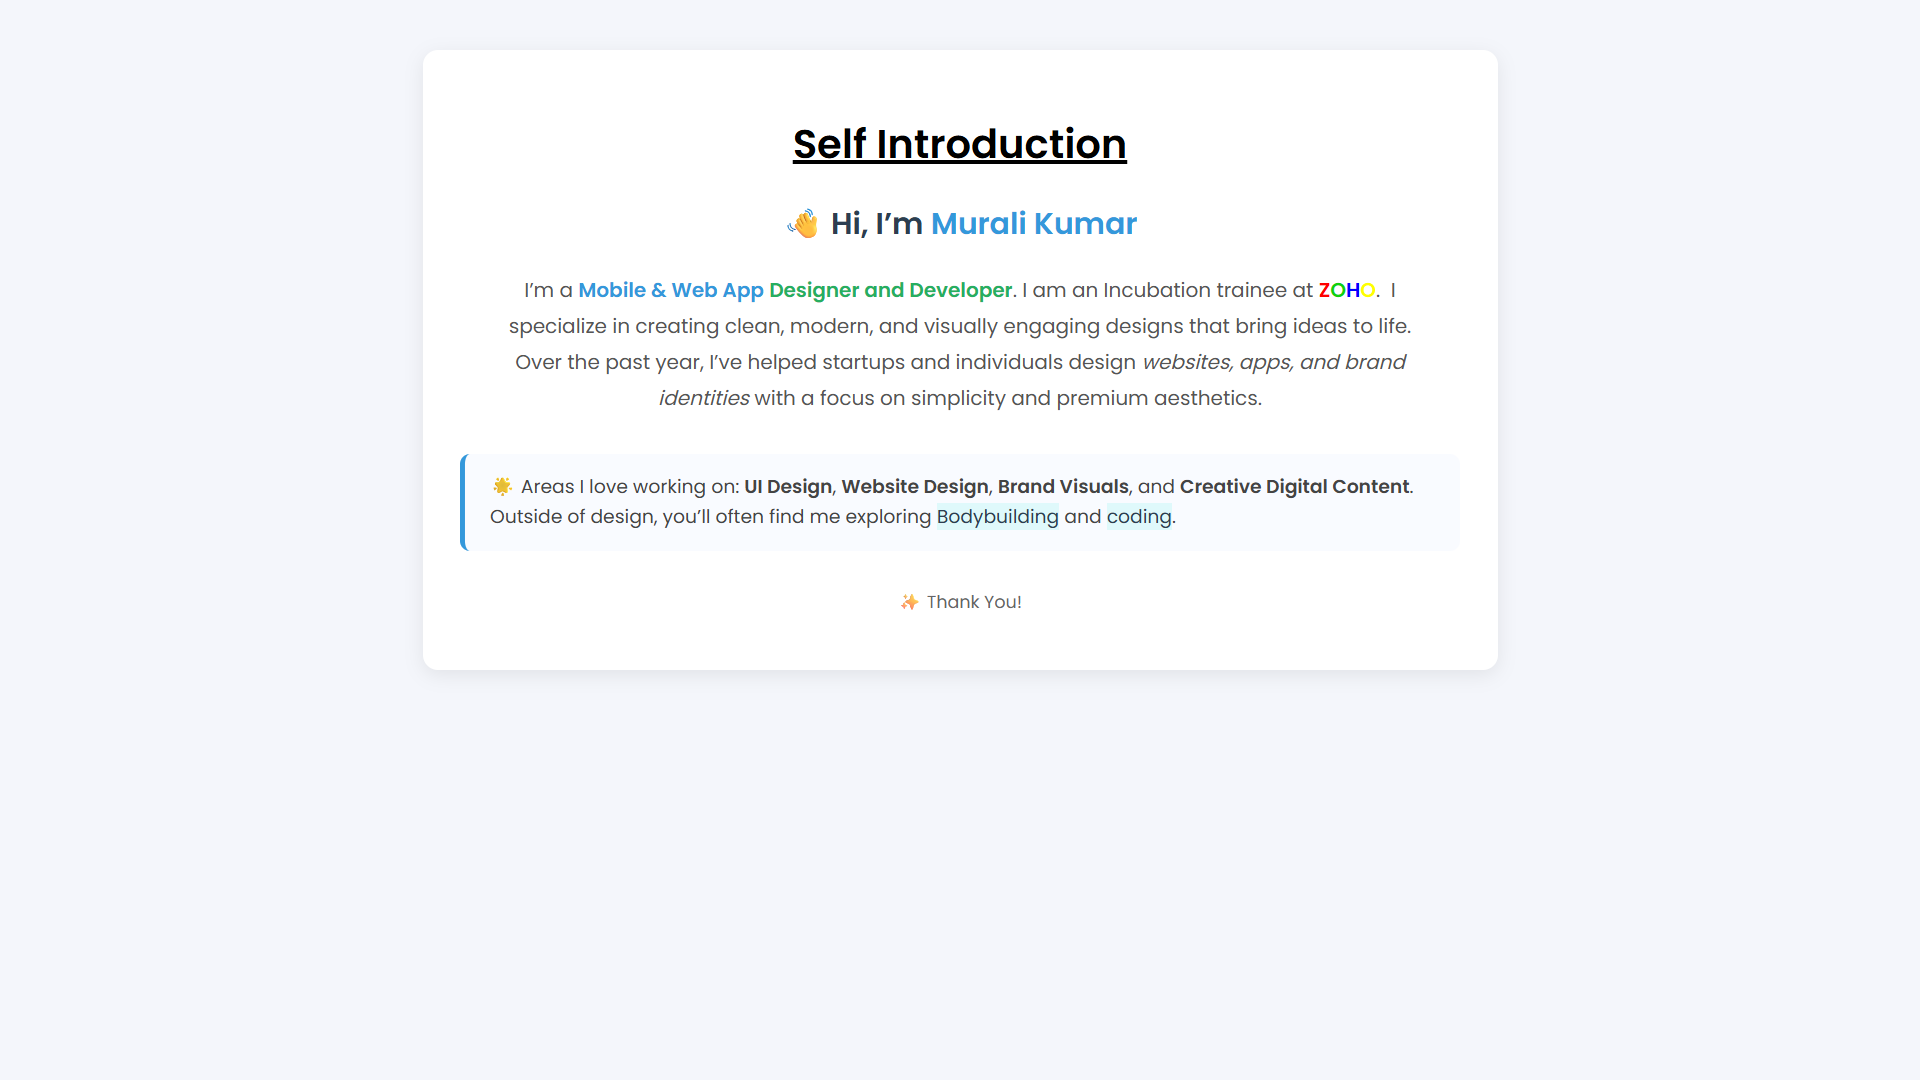 Self Introduction
👋 Hi, I’m Murali Kumar
I’m a Mobile & Web App Designer and Developer. I am an Incubation trainee at ZOHO.  I
specialize in creating clean, modern, and visually engaging designs that bring ideas to life.
Over the past year, I’ve helped startups and individuals design websites, apps, and brand
identities with a focus on simplicity and premium aesthetics.
🌟 Areas I love working on: UI Design, Website Design, Brand Visuals, and Creative Digital Content.
Outside of design, you’ll often find me exploring Bodybuilding and coding.
✨ Thank You!